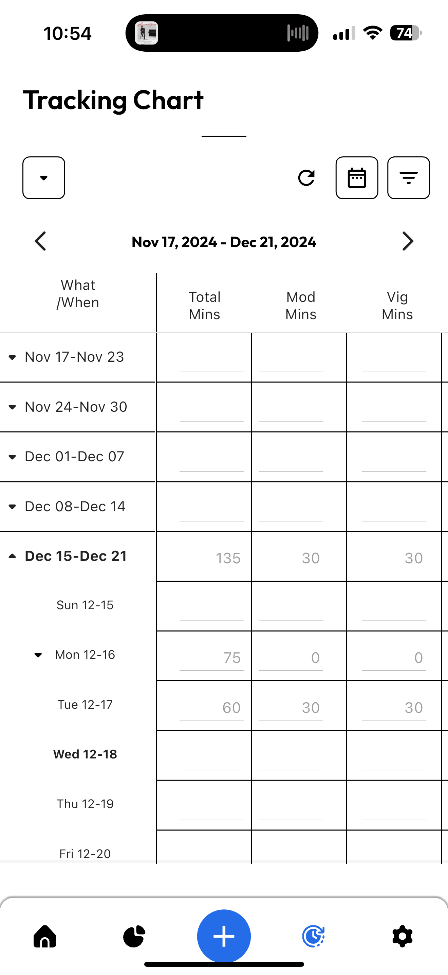 10:54
74
Tracking Chart
Nov 17, 2024 - Dec 21, 2024
What
/When
Total
Mins
Mod
Mins
Vig
Mins
Nov 17-Nov 23
Nov 24-Nov 30
Dec 01-Dec 07
Dec 08-Dec 14
Dec 15-Dec 21 135 30 30
Sun 12-15
Mon 12-16 75 0 0
Tue 12-17 60 30 30
Wed 12-18
Thu 12-19
Fri 12-20